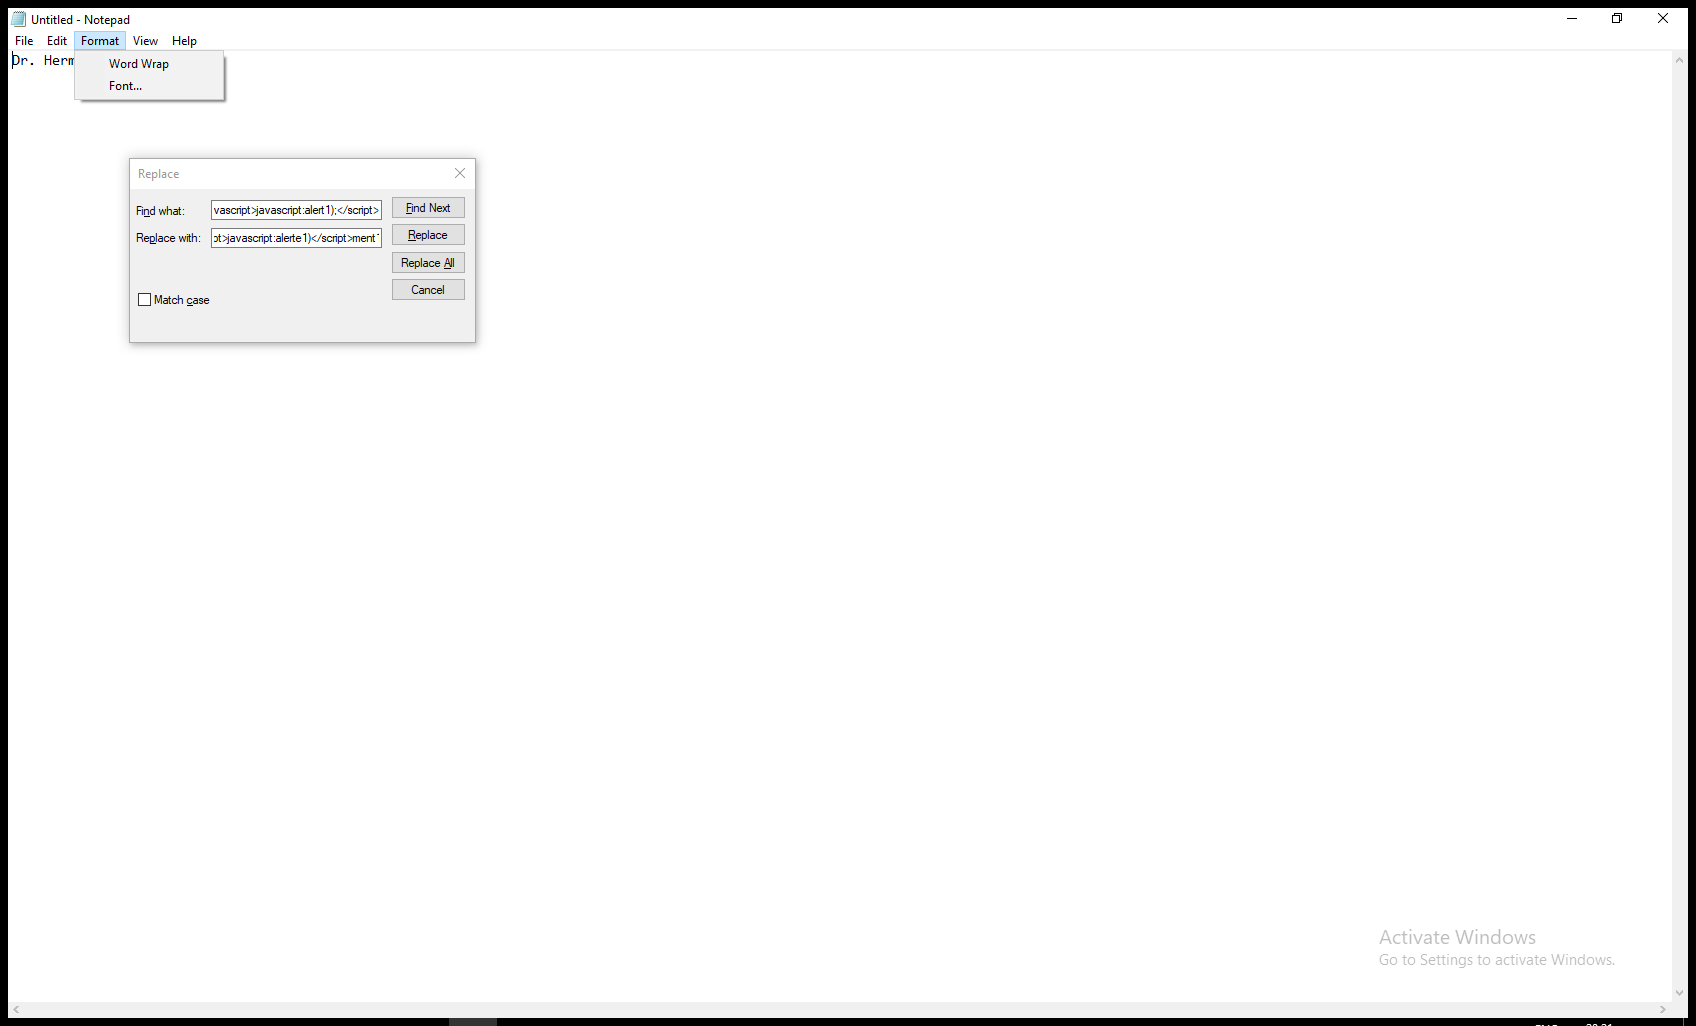 Untitled - Notepad
File Edit Format View Help
Dr. Herm
Word Wrap
Font...
Replace
Find what: vascript>javascript:alert1);</script> Find Next
Replace with: pt>javascript:alerte1)</script>ment Replace
Replace All
Cancel
Match case
Activate Windows
Go to Settings to activate Windows.